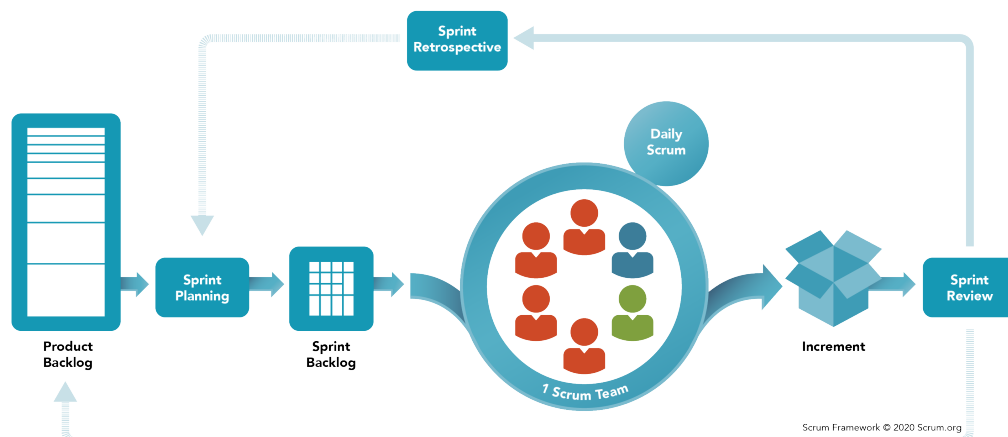 Sprint
Retrospective
Daily
Scrum
Sprint
Planning
Sprint
Review
Product
Backlog
Sprint
Backlog
1 Scrum Team
Increment
Scrum Framework © 2020 Scrum.org